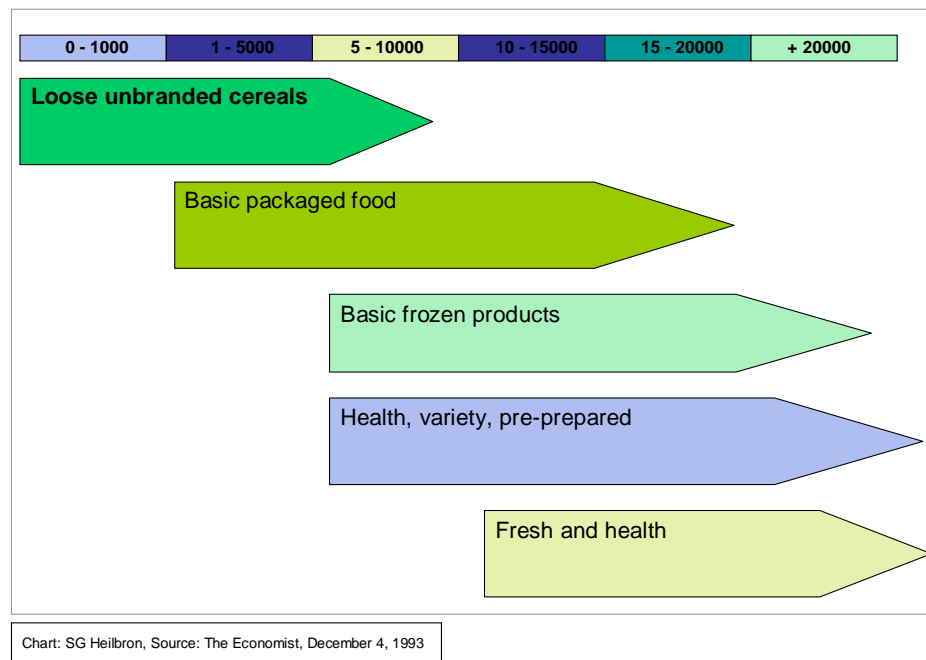 0 - 1000 1 - 5000 5 - 10000 10 - 15000 15 - 20000 + 20000
Loose unbranded cereals
Basic packaged food
Basic frozen products
Health, variety, pre-prepared
Fresh and health
Chart: SG Heilbron, Source: The Economist, December 4, 1993